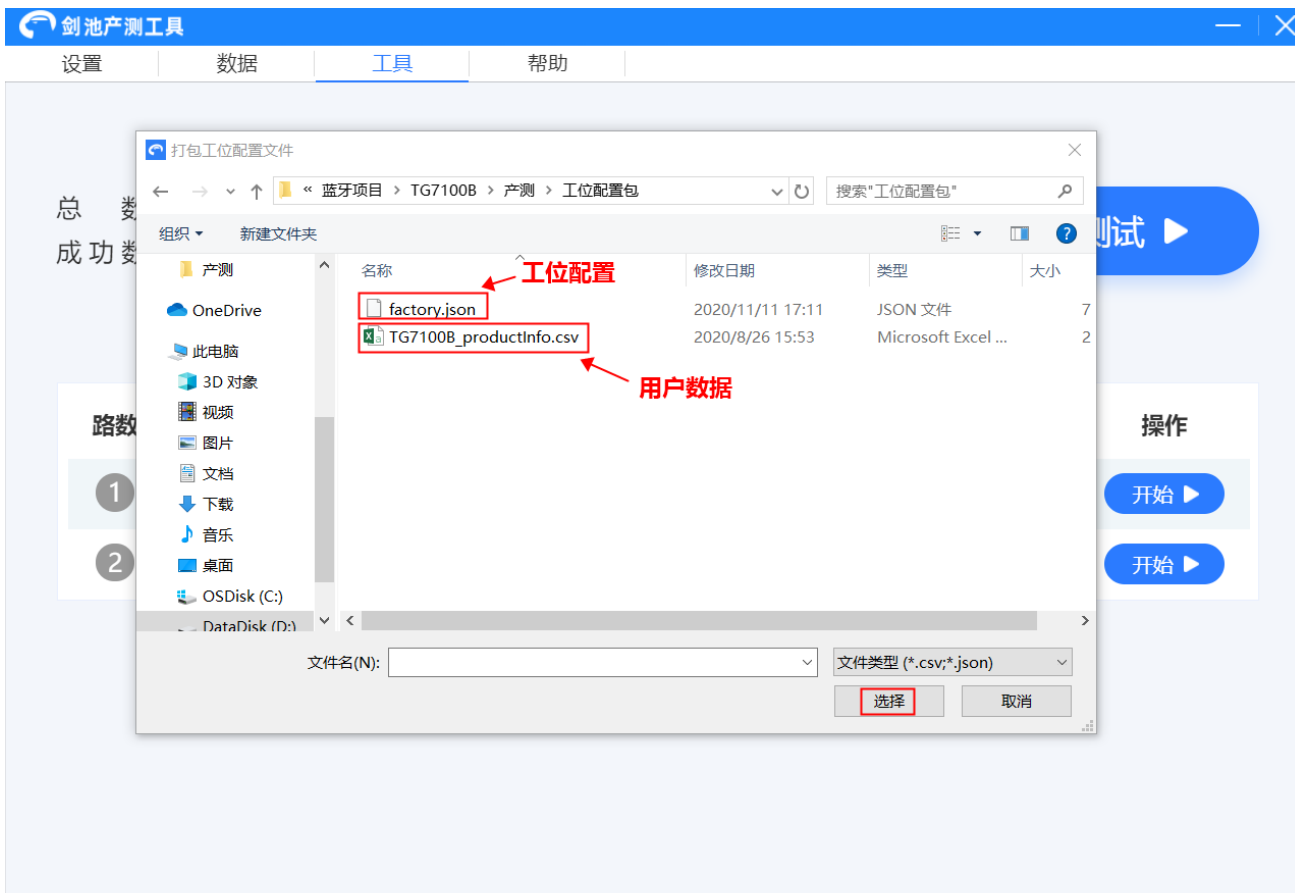 剑池产测工具
设置 数据 工具 帮助
打包工位配置文件
« 蓝牙项目 › TG7100B › 产测 › 工位配置包 搜索"工位配置包"
组织 新建文件夹 ?
总 数
成功数
测试
产测 名称 修改日期 类型 大小
工位配置
OneDrive factory.json 2020/11/11 17:11 JSON 文件 7
TG7100B_productInfo.csv 2020/8/26 15:53 Microsoft Excel ... 2
此电脑
3D 对象
用户数据
视频
路数 操作
图片
文档
1 开始
下载
音乐
2 桌面 开始
OSDisk (C:)
DataDisk (D:)
文件名(N): 文件类型 (*.csv;*.json)
选择 取消